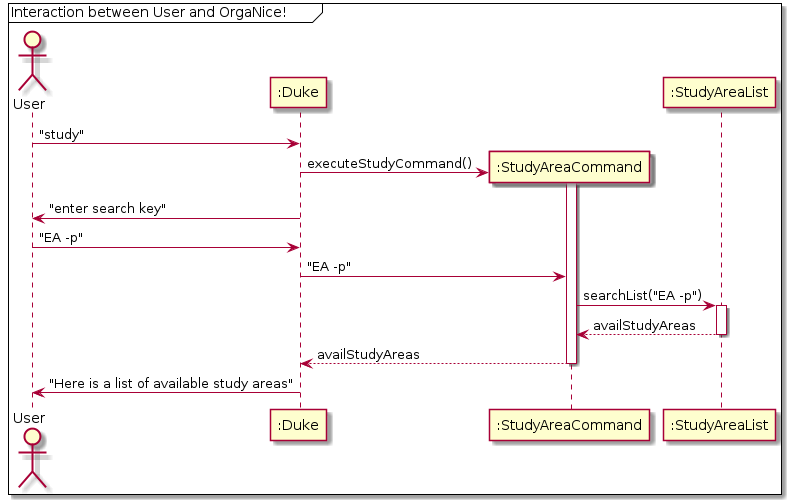 Interaction between User and OrgaNice!
User
:Duke
:StudyAreaList
"study"
executeStudyCommand()
:StudyAreaCommand
"enter search key"
"EA -p"
"EA -p"
searchList("EA -p")
availStudyAreas
availStudyAreas
"Here is a list of available study areas"
User
:Duke
:StudyAreaCommand
:StudyAreaList